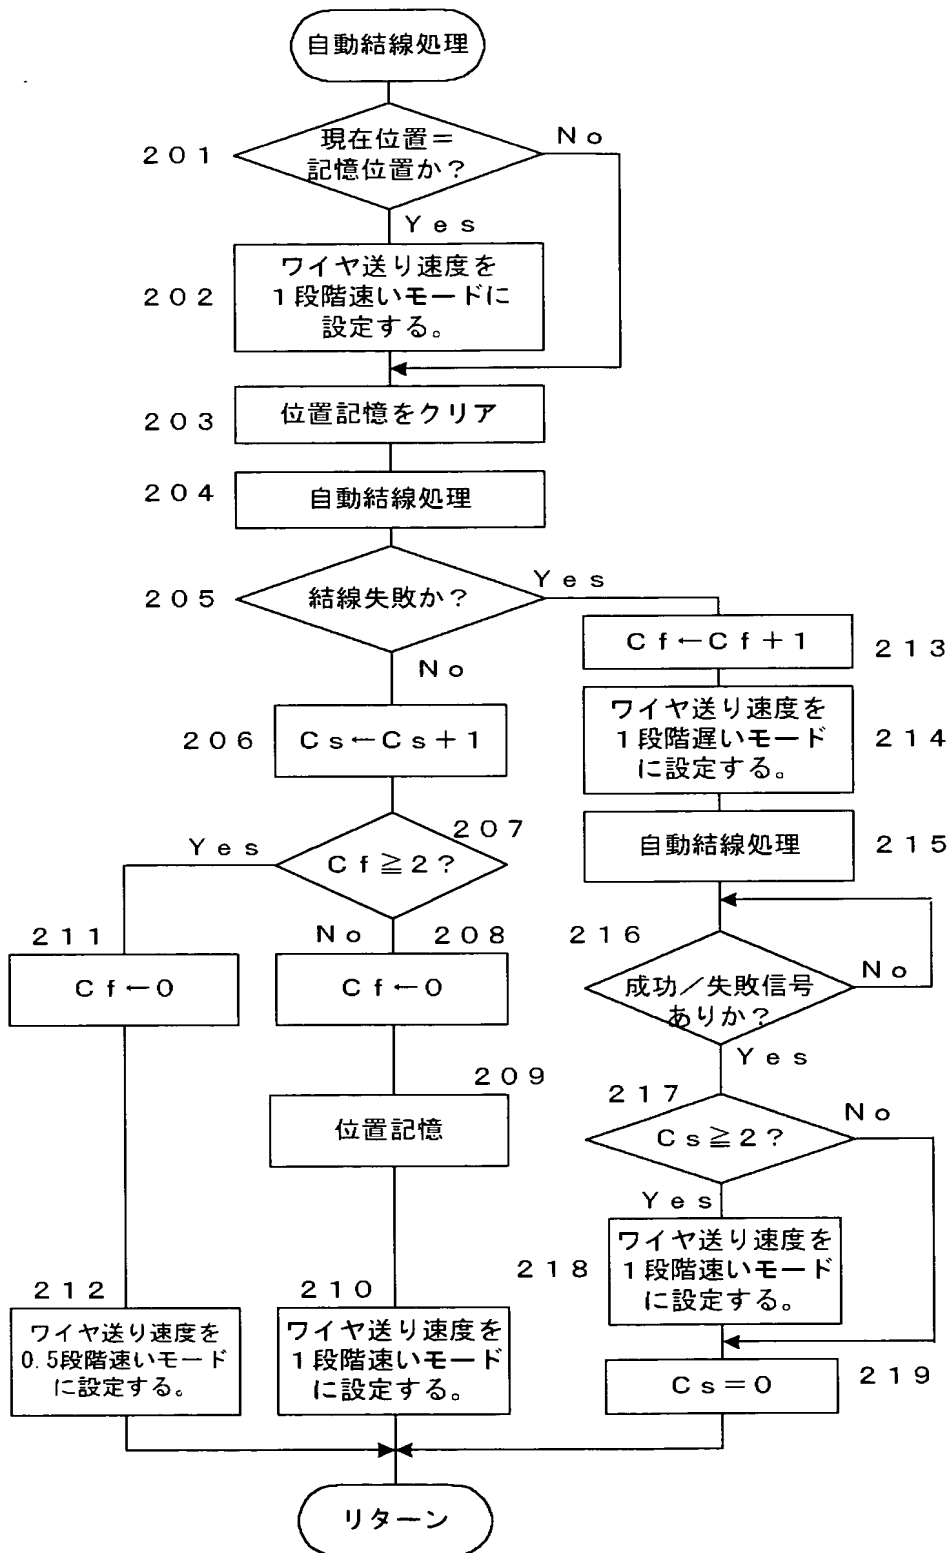 自動結線処理
201
現在位置=
記憶位置か?
No
Yes
202
ワイヤ送り速度を
1段階速いモードに
設定する。
203
位置記憶をクリア
204
自動結線処理
205
結線失敗か?
Yes
No
Cf←Cf+1
213
206
Cs←Cs+1
ワイヤ送り速度を
1段階遅いモード
に設定する。
214
207
Yes
Cf≧2?
自動結線処理
215
211
No
208
216
Cf←0
Cf←0
成功/失敗信号
ありか?
No
Yes
209
位置記憶
217
Cs≧2?
No
Yes
218
ワイヤ送り速度を
1段階速いモード
に設定する。
212
210
ワイヤ送り速度を
0.5段階速いモード
に設定する。
ワイヤ送り速度を
1段階速いモード
に設定する。
Cs=0
219
リターン